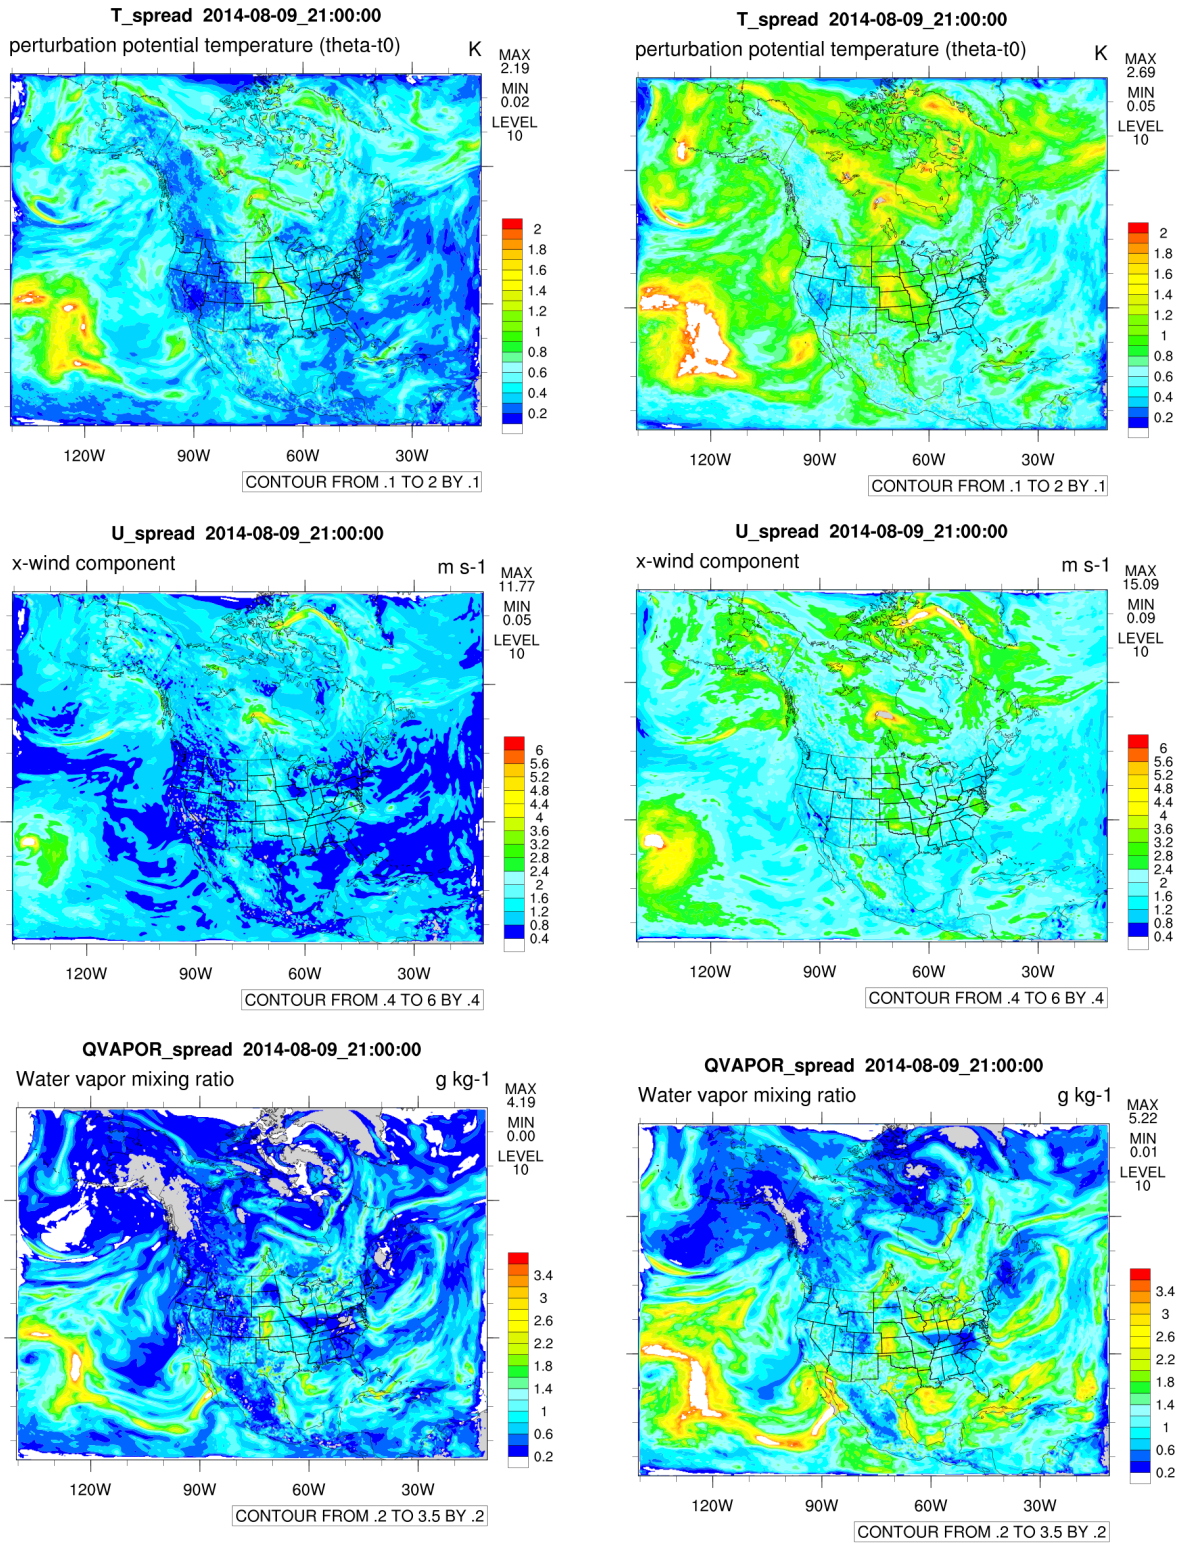 T_spread 2014-08-09_21:00:00
perturbation potential temperature (theta-t0) K
MAX
2.19
MIN
0.02
LEVEL
10
2
1.8
1.6
1.4
1.2
1
0.8
0.6
0.4
0.2
120W 90W 60W 30W
CONTOUR FROM .1 TO 2 BY .1
T_spread 2014-08-09_21:00:00
perturbation potential temperature (theta-t0) K
MAX
2.69
MIN
0.05
LEVEL
10
2
1.8
1.6
1.4
1.2
1
0.8
0.6
0.4
0.2
120W 90W 60W 30W
CONTOUR FROM .1 TO 2 BY .1
U_spread 2014-08-09_21:00:00
x-wind component m s-1
MAX
11.77
MIN
0.05
LEVEL
10
6
5.6
5.2
4.8
4.4
4
3.6
3.2
2.8
2.4
2
1.6
1.2
0.8
0.4
120W 90W 60W 30W
CONTOUR FROM .4 TO 6 BY .4
U_spread 2014-08-09_21:00:00
x-wind component m s-1
MAX
15.09
MIN
0.09
LEVEL
10
6
5.6
5.2
4.8
4.4
4
3.6
3.2
2.8
2.4
2
1.6
1.2
0.8
0.4
120W 90W 60W 30W
CONTOUR FROM .4 TO 6 BY .4
QVAPOR_spread 2014-08-09_21:00:00
Water vapor mixing ratio g kg-1
MAX
4.19
MIN
0.00
LEVEL
10
3.4
3
2.6
2.2
1.8
1.4
1
0.6
0.2
120W 90W 60W 30W
CONTOUR FROM .2 TO 3.5 BY .2
QVAPOR_spread 2014-08-09_21:00:00
Water vapor mixing ratio g kg-1
MAX
5.22
MIN
0.01
LEVEL
10
3.4
3
2.6
2.2
1.8
1.4
1
0.6
0.2
120W 90W 60W 30W
CONTOUR FROM .2 TO 3.5 BY .2